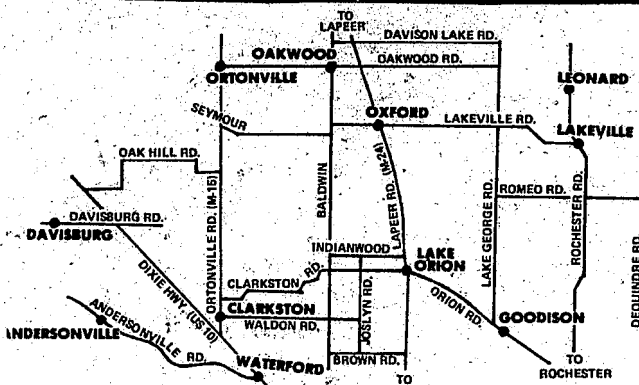 TO
LAPEER
DAVISON LAKE RD.
OAKWOOD
OAKWOOD RD.
ORTONVILLE
LEONARD
SEYMOUR
OXFORD
LAKEVILLE RD.
LAKEVILLE
OAK HILL RD.
ORTONVILLE RD. (M-15)
BALDWIN
LAPEER RD. (M-24)
LAKE GEORGE RD.
ROMEO RD.
ROCHESTER RD.
DEQUINDRE RD.
DAVISBURG RD.
DAVISBURG
DIXIE HWY. (US 10)
INDIANWOOD
LAKE
ORION
CLARKSTON RD.
JOSLYN RD.
ORION RD.
CLARKSTON
WALDON RD.
GOODISON
ANDERSONVILLE
ANDERSONVILLE RD.
WATERFORD
BROWN RD.
TO
TO
ROCHESTER